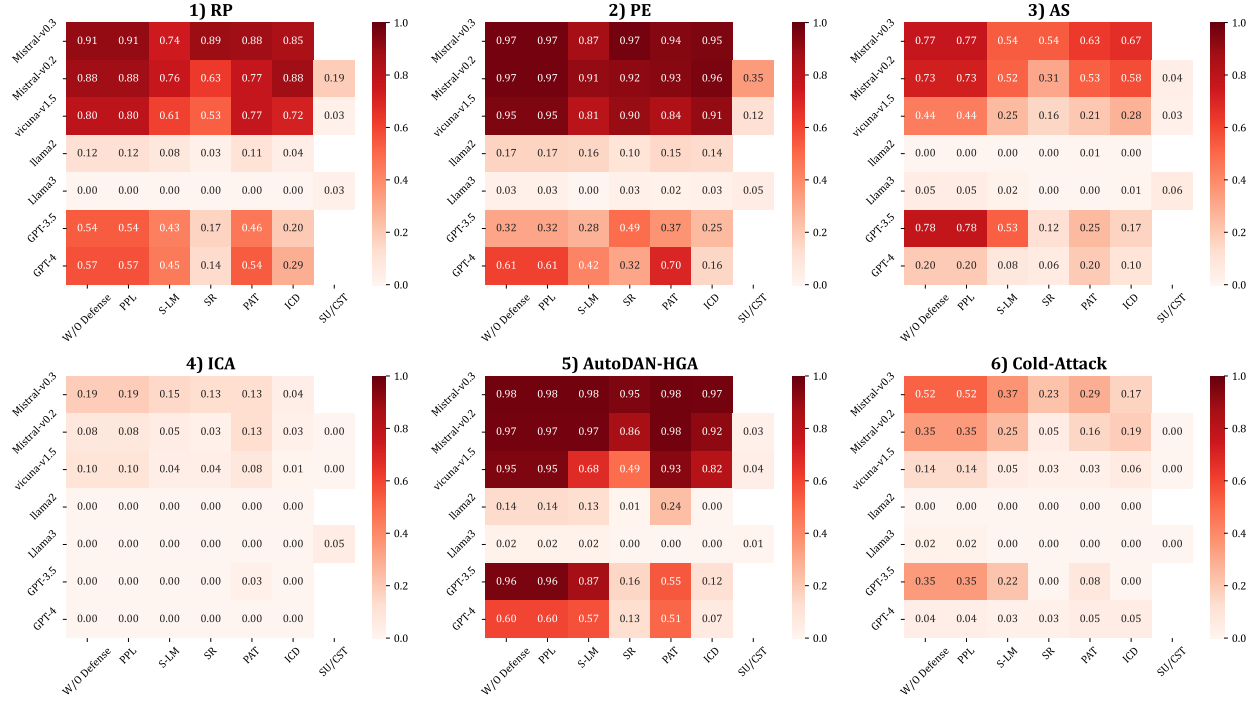 1) RP
Mistral-v0.3 0.91 0.91 0.74 0.89 0.88 0.85
Mistral-v0.2 0.88 0.88 0.76 0.63 0.77 0.88 0.19
vicuna-v1.5 0.80 0.80 0.61 0.53 0.77 0.72 0.03
llama2 0.12 0.12 0.08 0.03 0.11 0.04
Llama3 0.00 0.00 0.00 0.00 0.00 0.00 0.03
GPT-3.5 0.54 0.54 0.43 0.17 0.46 0.20
GPT-4 0.57 0.57 0.45 0.14 0.54 0.29
W/O Defense PPL S-LM SR PAT ICD SU/CST
1.0
0.8
0.6
0.4
0.2
0.0
2) PE
Mistral-v0.3 0.97 0.97 0.87 0.97 0.94 0.95
Mistral-v0.2 0.97 0.97 0.91 0.92 0.93 0.96 0.35
vicuna-v1.5 0.95 0.95 0.81 0.90 0.84 0.91 0.12
llama2 0.17 0.17 0.16 0.10 0.15 0.14
Llama3 0.03 0.03 0.00 0.03 0.02 0.03 0.05
GPT-3.5 0.32 0.32 0.28 0.49 0.37 0.25
GPT-4 0.61 0.61 0.42 0.32 0.70 0.16
W/O Defense PPL S-LM SR PAT ICD SU/CST
1.0
0.8
0.6
0.4
0.2
0.0
3) AS
Mistral-v0.3 0.77 0.77 0.54 0.54 0.63 0.67
Mistral-v0.2 0.73 0.73 0.52 0.31 0.53 0.58 0.04
vicuna-v1.5 0.44 0.44 0.25 0.16 0.21 0.28 0.03
llama2 0.00 0.00 0.00 0.00 0.01 0.00
Llama3 0.05 0.05 0.02 0.00 0.00 0.01 0.06
GPT-3.5 0.78 0.78 0.53 0.12 0.25 0.17
GPT-4 0.20 0.20 0.08 0.06 0.20 0.10
W/O Defense PPL S-LM SR PAT ICD SU/CST
1.0
0.8
0.6
0.4
0.2
0.0
4) ICA
Mistral-v0.3 0.19 0.19 0.15 0.13 0.13 0.04
Mistral-v0.2 0.08 0.08 0.05 0.03 0.13 0.03 0.00
vicuna-v1.5 0.10 0.10 0.04 0.04 0.08 0.01 0.00
llama2 0.00 0.00 0.00 0.00 0.00 0.00
Llama3 0.00 0.00 0.00 0.00 0.00 0.00 0.05
GPT-3.5 0.00 0.00 0.00 0.00 0.03 0.00
GPT-4 0.00 0.00 0.00 0.00 0.00 0.00
W/O Defense PPL S-LM SR PAT ICD SU/CST
1.0
0.8
0.6
0.4
0.2
0.0
5) AutoDAN-HGA
Mistral-v0.3 0.98 0.98 0.98 0.95 0.98 0.97
Mistral-v0.2 0.97 0.97 0.97 0.86 0.98 0.92 0.03
vicuna-v1.5 0.95 0.95 0.68 0.49 0.93 0.82 0.04
llama2 0.14 0.14 0.13 0.01 0.24 0.00
Llama3 0.02 0.02 0.02 0.00 0.00 0.00 0.01
GPT-3.5 0.96 0.96 0.87 0.16 0.55 0.12
GPT-4 0.60 0.60 0.57 0.13 0.51 0.07
W/O Defense PPL S-LM SR PAT ICD SU/CST
1.0
0.8
0.6
0.4
0.2
0.0
6) Cold-Attack
Mistral-v0.3 0.52 0.52 0.37 0.23 0.29 0.17
Mistral-v0.2 0.35 0.35 0.25 0.05 0.16 0.19 0.00
vicuna-v1.5 0.14 0.14 0.05 0.03 0.03 0.06 0.00
llama2 0.00 0.00 0.00 0.00 0.00 0.00
Llama3 0.02 0.02 0.00 0.00 0.00 0.00 0.00
GPT-3.5 0.35 0.35 0.22 0.00 0.08 0.00
GPT-4 0.04 0.04 0.03 0.03 0.05 0.05
W/O Defense PPL S-LM SR PAT ICD SU/CST
1.0
0.8
0.6
0.4
0.2
0.0